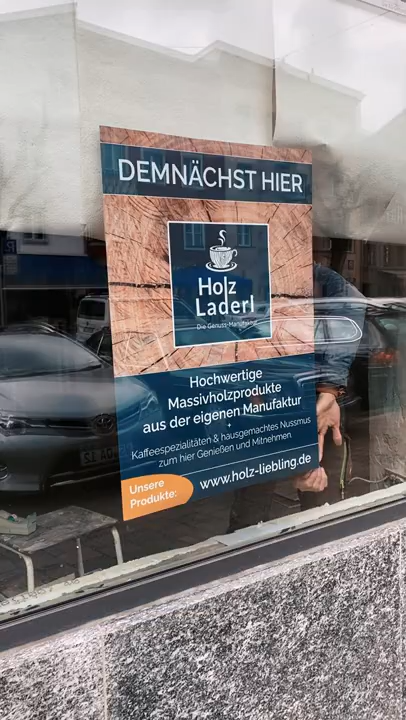 DEMNÄCHST HIER
Holz
Laderl
Die Genuss-Manufaktur
Hochwertige
Massivholzprodukte
aus der eigenen Manufaktur
+
Kaffeespezialitäten & hausgemachtes Nussmus
zum hier Genießen und Mitnehmen
Unsere
Produkte:
www.holz-liebling.de